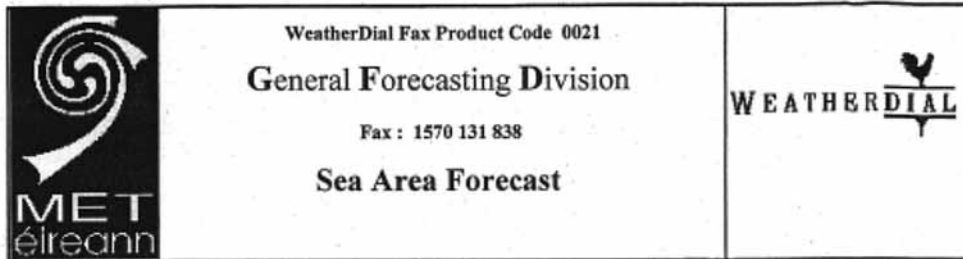 WeatherDial Fax Product Code 0021
General Forecasting Division
Fax : 1570 131 838
Sea Area Forecast
MET
éireann
WEATHERDIAL